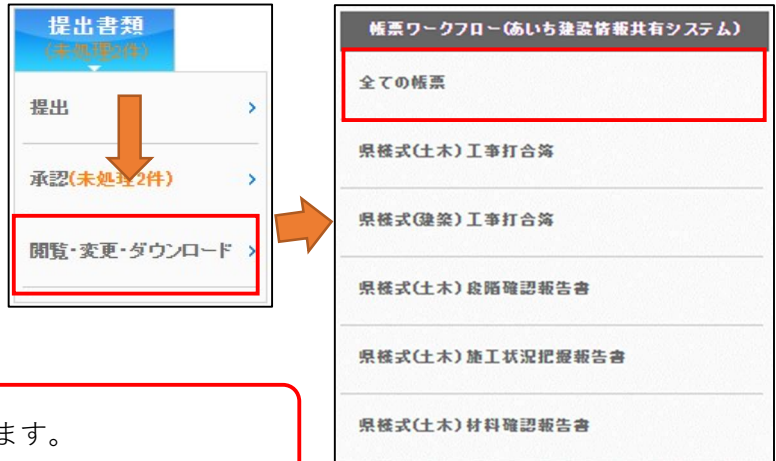 提出書類
(未処理2件)
提出
承認(未処理2件)
閲覧・変更・ダウンロード
帳票ワークフロー(あいち建設情報共有システム)
全ての帳票
県様式(土木)工事打合簿
県様式(建築)工事打合簿
県様式(土木)段階確認報告書
県様式(土木)施工状況把握報告書
県様式(土木)材料確認報告書
ます。